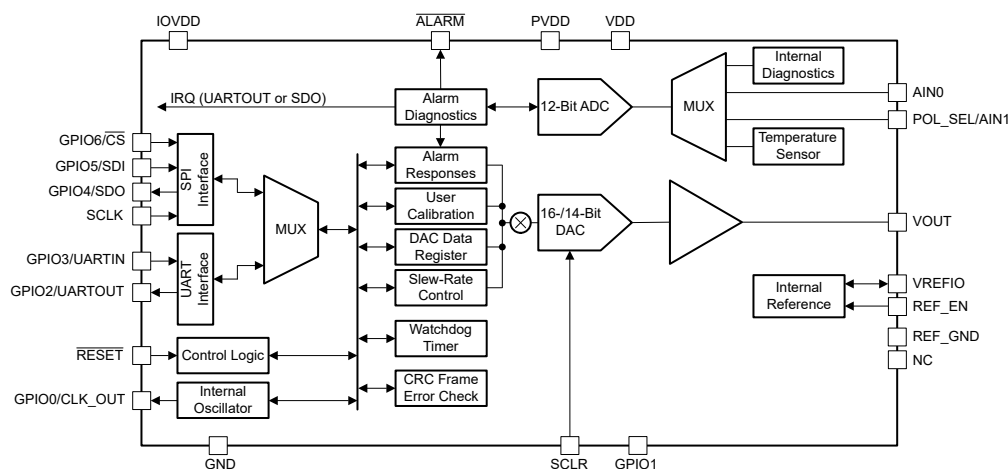 IOVDD
ALARM
PVDD
VDD
Internal
Diagnostics
IRQ (UARTOUT or SDO)
Alarm
Diagnostics
12-Bit ADC
MUX
AIN0
POL_SEL/AIN1
Temperature
Sensor
GPIO6/CS
GPIO5/SDI
GPIO4/SDO
SCLK
SPI
Interface
GPIO3/UARTIN
GPIO2/UARTOUT
UART
Interface
MUX
Alarm
Responses
User
Calibration
DAC Data
Register
Slew-Rate
Control
16-/14-Bit
DAC
VOUT
Internal
Reference
VREFIO
REF_EN
REF_GND
NC
RESET
Control Logic
Watchdog
Timer
GPIO0/CLK_OUT
Internal
Oscillator
CRC Frame
Error Check
GND
SCLR
GPIO1